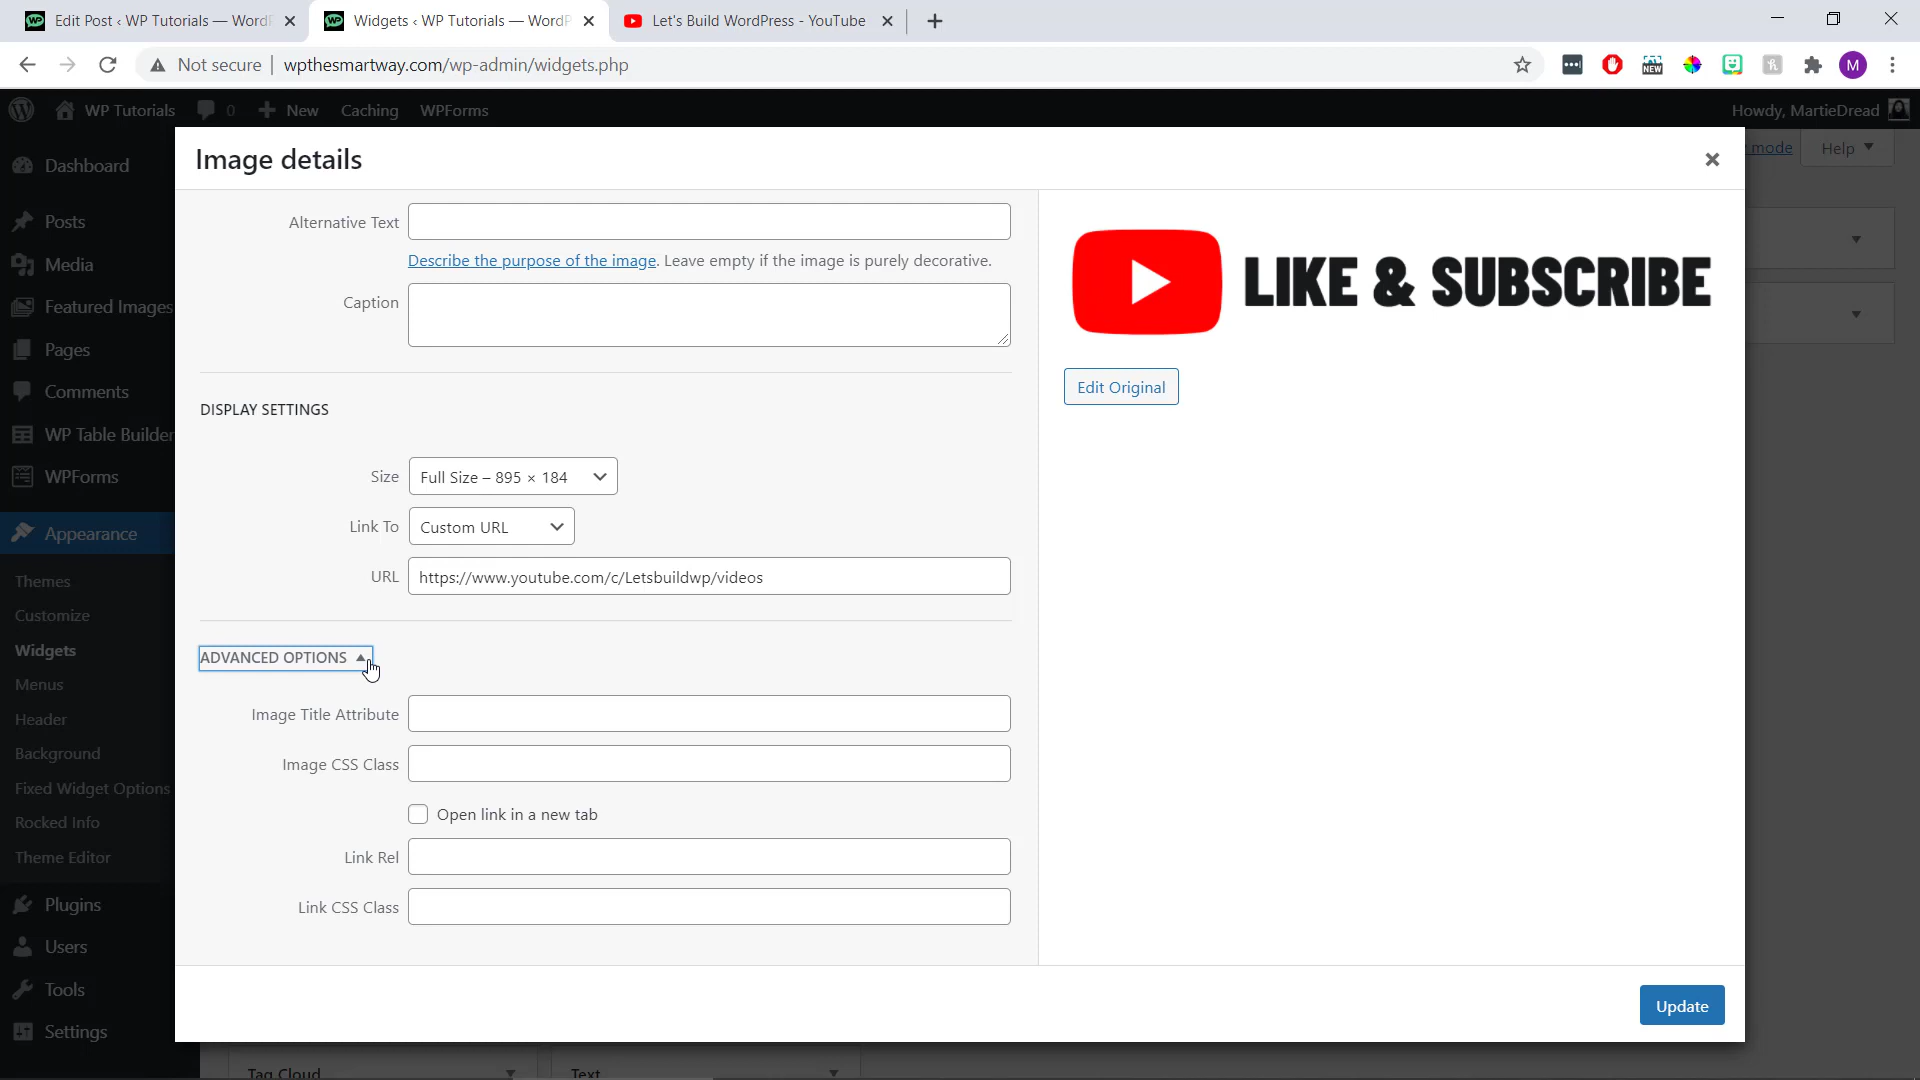 Edit Post ‹ WP Tutorials — WordP
Widgets ‹ WP Tutorials — WordP
Let's Build WordPress - YouTube
Not secure
wpthesmartway.com/wp-admin/widgets.php
NEW
M
WP Tutorials
0
New
Caching
WPForms
Howdy, MartieDread
Dashboard
Posts
Media
Featured Images
Pages
Comments
WP Table Builder
WPForms
Appearance
Themes
Customize
Widgets
Menus
Header
Background
Fixed Widget Options
Rocked Info
Theme Editor
Plugins
Users
Tools
Settings
mode
Help
Image details
Alternative Text
Describe the purpose of the image. Leave empty if the image is purely decorative.
Caption
DISPLAY SETTINGS
Size
Full Size – 895 × 184
Link To
Custom URL
URL
https://www.youtube.com/c/Letsbuildwp/videos
ADVANCED OPTIONS
Image Title Attribute
Image CSS Class
Open link in a new tab
Link Rel
Link CSS Class
LIKE & SUBSCRIBE
Edit Original
Update
Tag Cloud
Text